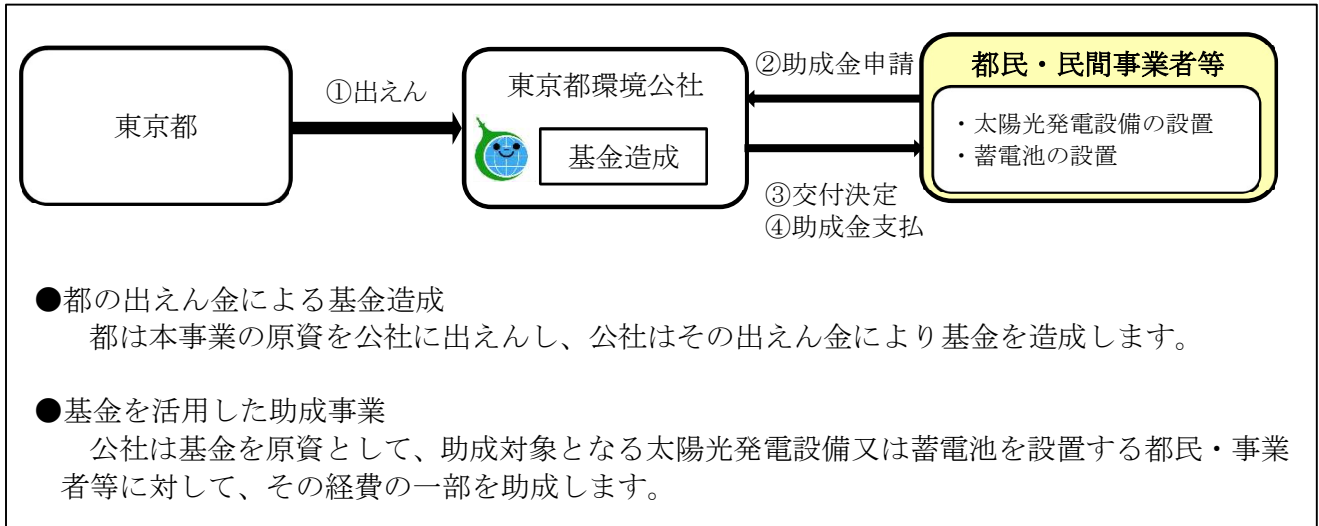 東京都
①出えん
東京都環境公社
基金造成
②助成金申請
③交付決定
④助成金支払
都民・民間事業者等
・太陽光発電設備の設置
・蓄電池の設置
●都の出えん金による基金造成
都は本事業の原資を公社に出えんし、公社はその出えん金により基金を造成します。
●基金を活用した助成事業
公社は基金を原資として、助成対象となる太陽光発電設備又は蓄電池を設置する都民・事業
者等に対して、その経費の一部を助成します。